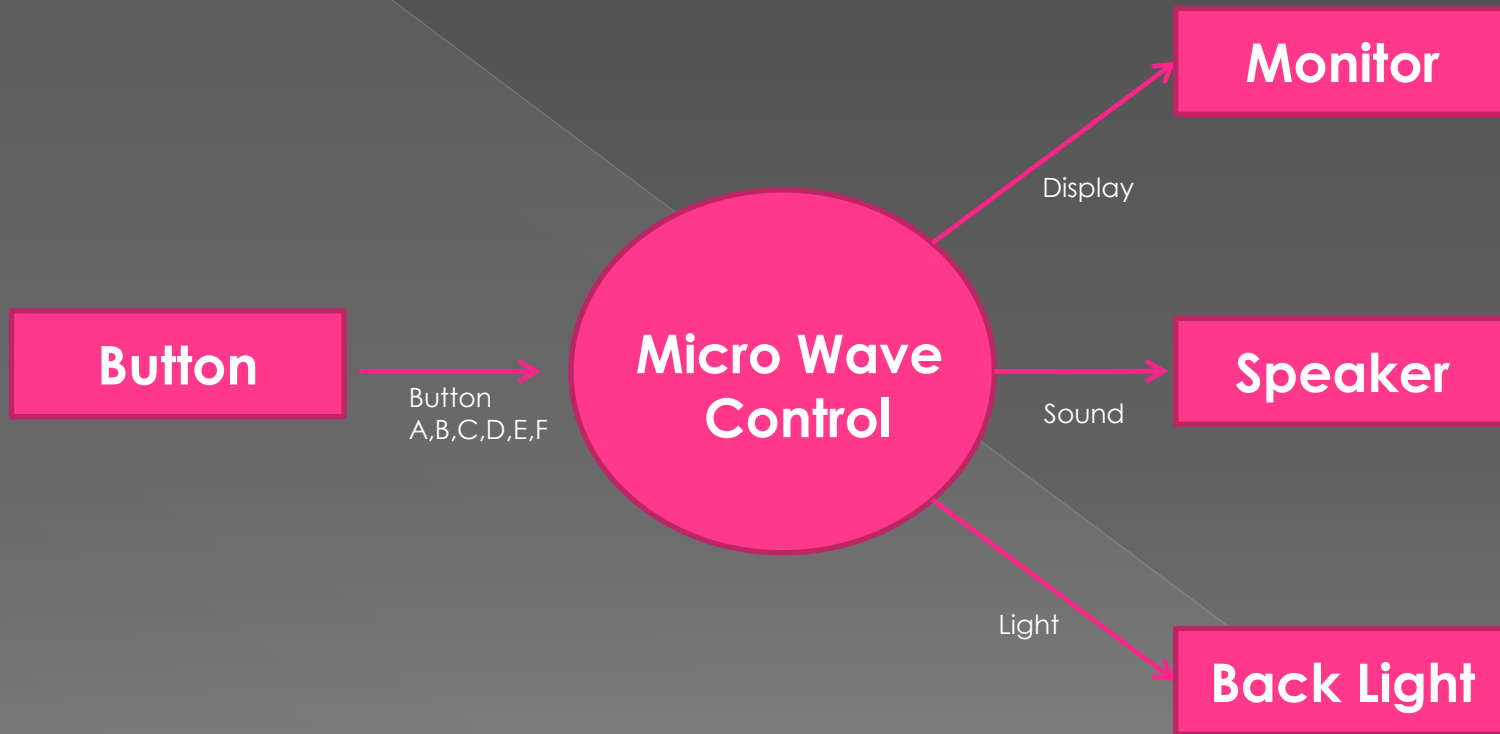 Monitor
Display
Button
Button
A,B,C,D,E,F
Micro Wave
Control
Speaker
Sound
Light
Back Light